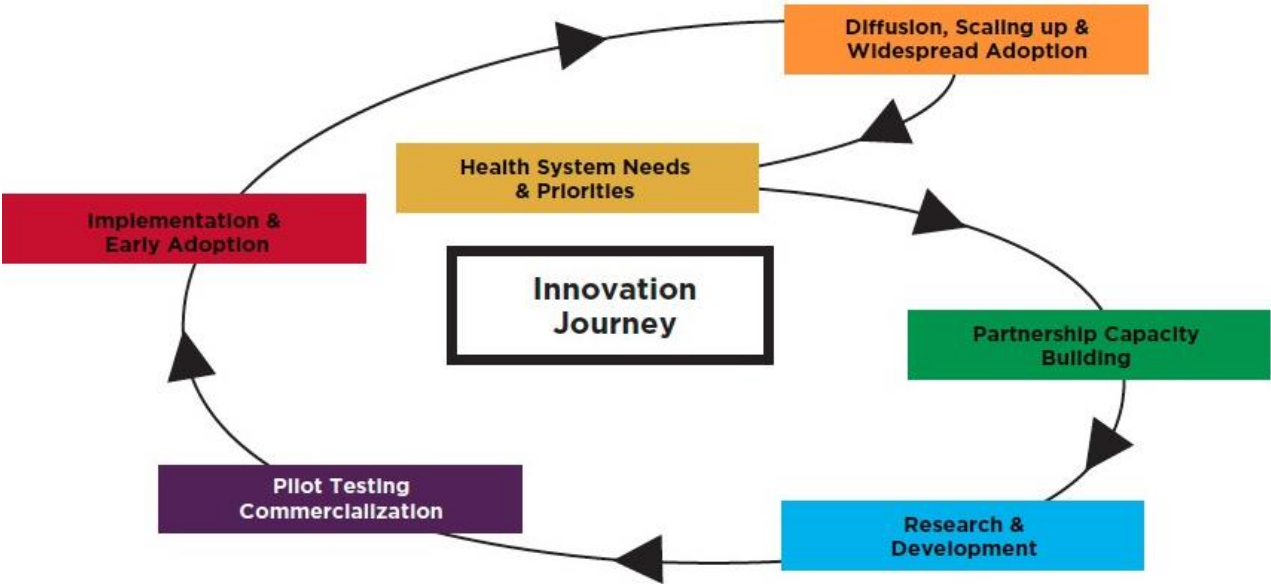 Diffusion, Scaling up &
Widespread Adoption
Health System Needs
& Priorities
Implementation &
Early Adoption
Innovation
Journey
Partnership Capacity
Building
Pilot Testing
Commercialization
Research &
Development